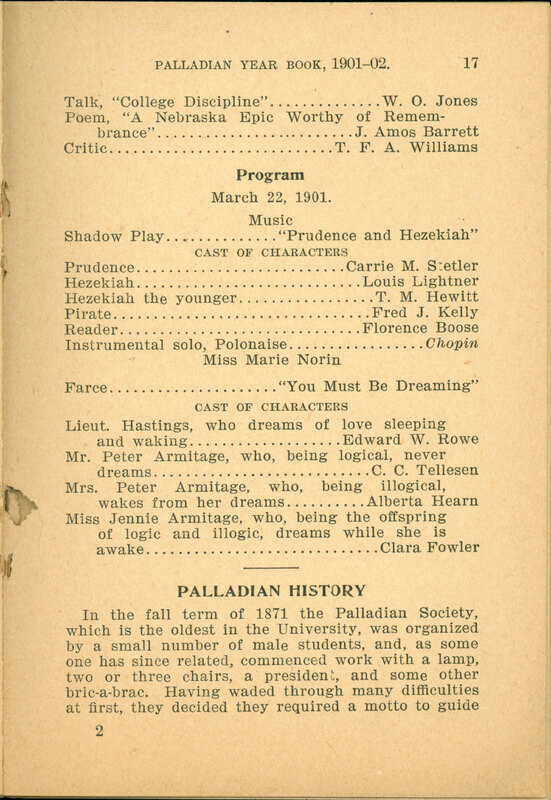 PALLADIAN YEAR BOOK, 1901–02. 17
Talk, “College Discipline”..............W. O. Jones
Poem, “A Nebraska Epic Worthy of Remem-
brance”.........................J. Amos Barrett
Critic............................T. F. A. Williams
Program
March 22, 1901.
Music
Shadow Play..............“Prudence and Hezekiah”
CAST OF CHARACTERS
Prudence..........................Carrie M. Stetler
Hezekiah............................Louis Lightner
Hezekiah the younger.................T. M. Hewitt
Pirate................................Fred J. Kelly
Reader..............................Florence Boose
Instrumental solo, Polonaise.................Chopin
Miss Marie Norin
Farce.....................“You Must Be Dreaming”
CAST OF CHARACTERS
Lieut. Hastings, who dreams of love sleeping
and waking...................Edward W. Rowe
Mr. Peter Armitage, who, being logical, never
dreams...........................C. C. Tellesen
Mrs. Peter Armitage, who, being illogical,
wakes from her dreams..........Alberta Hearn
Miss Jennie Armitage, who, being the offspring
of logic and illogic, dreams while she is
awake.............................Clara Fowler
PALLADIAN HISTORY
In the fall term of 1871 the Palladian Society,
which is the oldest in the University, was organized
by a small number of male students, and, as some
one has since related, commenced work with a lamp,
two or three chairs, a president, and some other
bric-a-brac. Having waded through many difficulties
at first, they decided they required a motto to guide
2